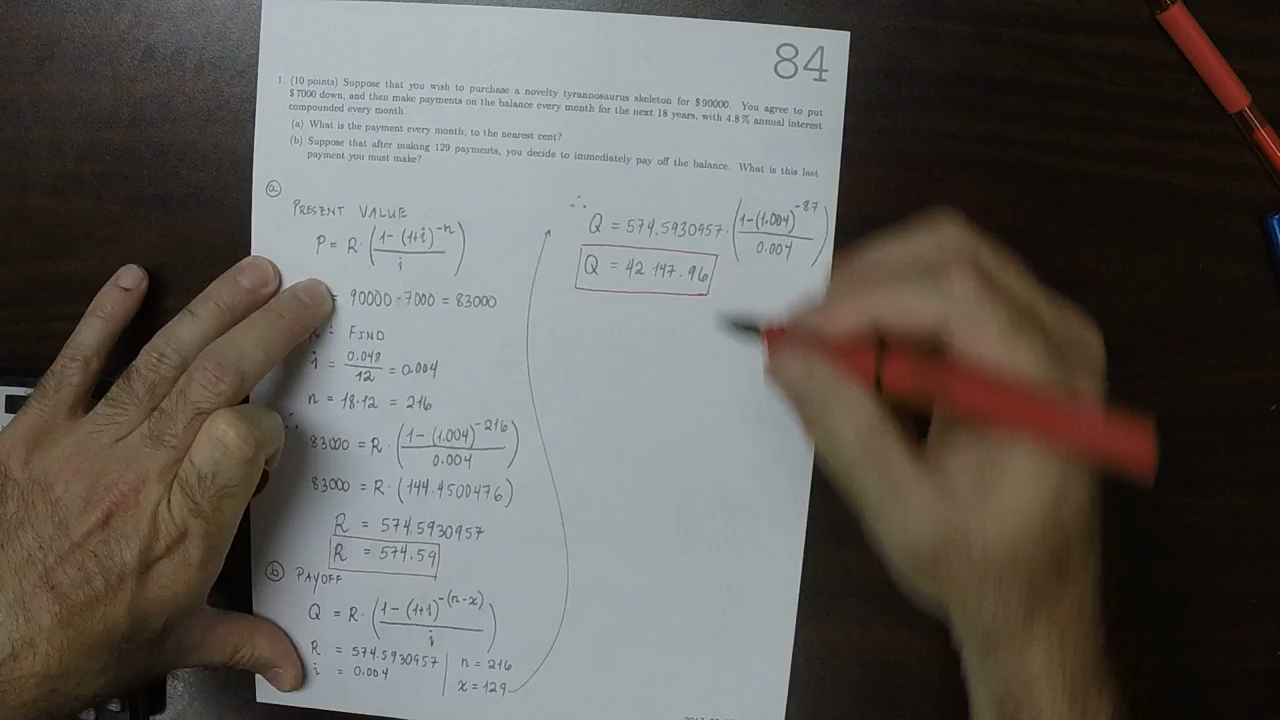 84
1. (10 points) Suppose that you wish to purchase a novelty tyrannosaurus skeleton for $90000. You agree to put
$7000 down, and then make payments on the balance every month for the next 18 years, with 4.8% annual interest
compounded every month.
(a) What is the payment every month, to the nearest cent?
(b) Suppose that after making 129 payments, you decide to immediately pay off the balance. What is this last
payment you must make?
(a)
PRESENT VALUE
P = R · ( 1 - (1+i)^-n / i )
= 90000 - 7000 = 83000
: FIND
i = 0.048 / 12 = 0.004
n = 18·12 = 216
∴ 83000 = R · ( 1 - (1.004)^-216 / 0.004 )
83000 = R · (144.4500476)
R = 574.5930957
R = 574.59
(b) PAYOFF
Q = R · ( 1 - (1+i)^-(n-x) / i )
R = 574.5930957 | n = 216
i = 0.004 | x = 129
∴
Q = 574.5930957 · ( 1 - (1.004)^-87 / 0.004 )
Q = 42 147.96